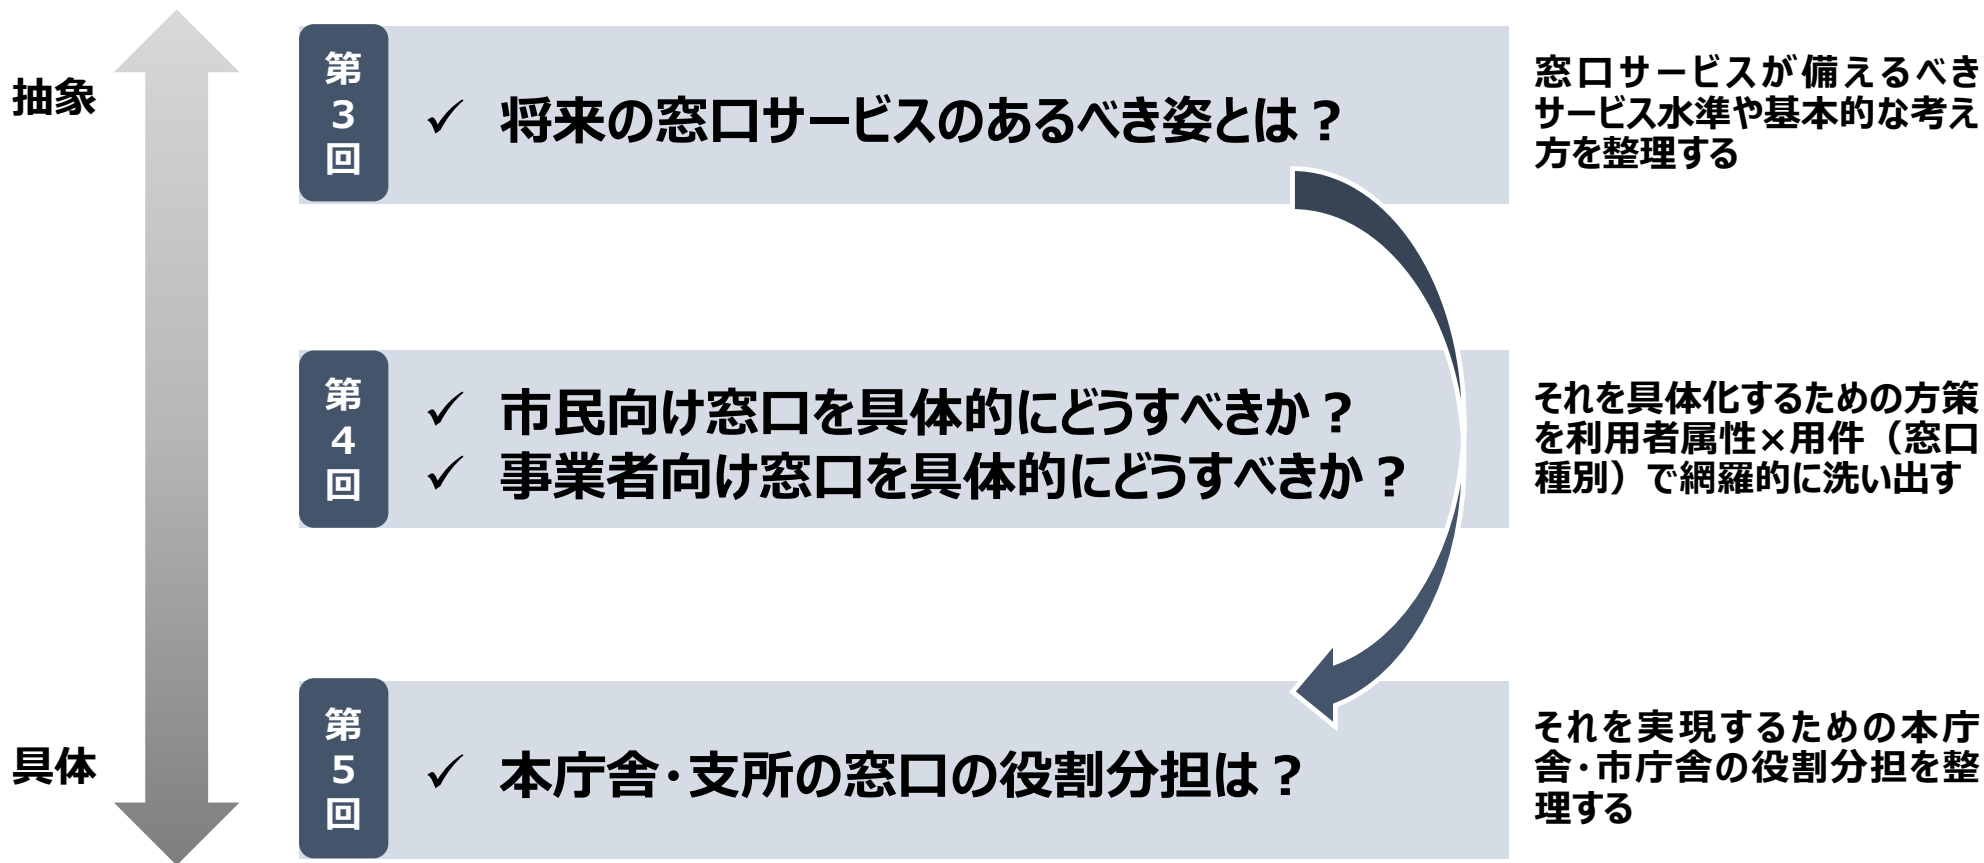 抽象
第3回
✓ 将来の窓口サービスのあるべき姿とは？
窓口サービスが備えるべき
サービス水準や基本的な考え
方を整理する
第4回
✓ 市民向け窓口を具体的にどうすべきか？
✓ 事業者向け窓口を具体的にどうすべきか？
それを具体化するための方策
を利用者属性×用件（窓口
種別）で網羅的に洗い出す
具体
第5回
✓ 本庁舎・支所の窓口の役割分担は？
それを実現するための本庁
舎・市庁舎の役割分担を整
理する